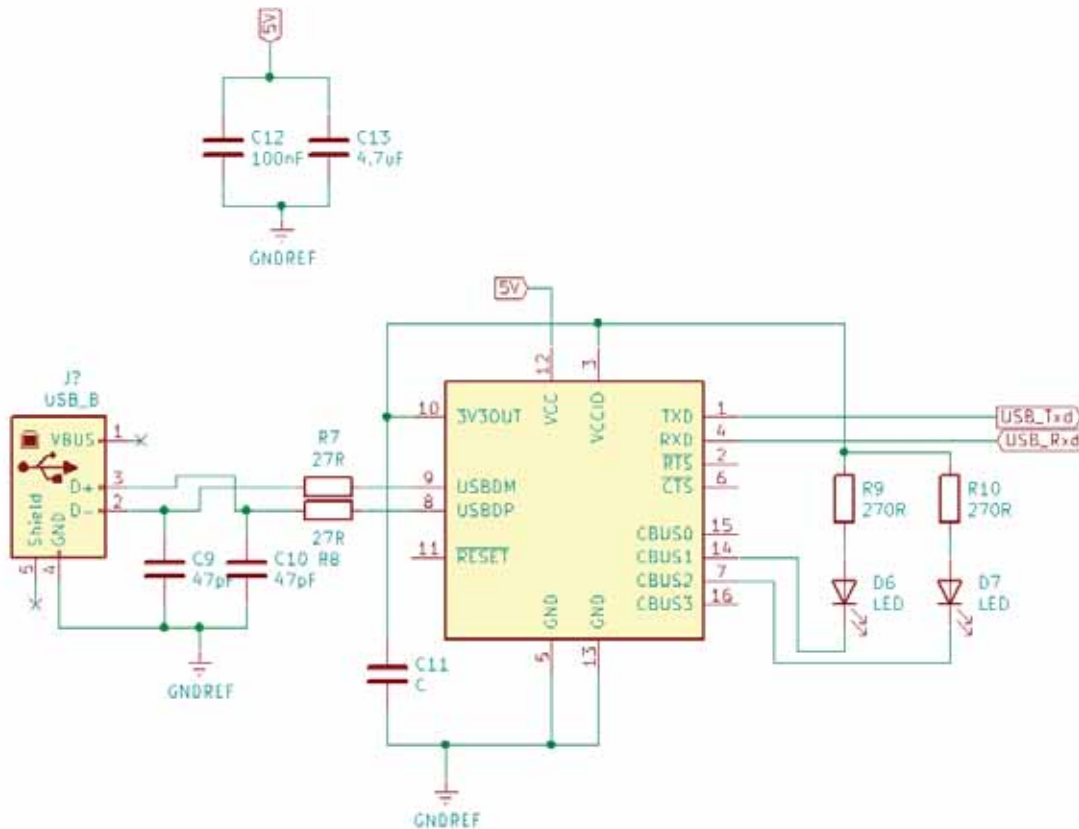 5V
C12
100nF
C13
4.7uF
GNDREF
5V
J?
USB_B
VBUS
1
D+
3
D-
2
Shield
GND
5
4
R7
27R
27R
R8
C9
47pF
C10
47pF
GNDREF
12
3
VCC
VCCIO
10
3V3OUT
9
USBDM
8
USBDP
11
RESET
TXD
1
RXD
4
RTS
2
CTS
6
CBUS0
15
CBUS1
14
CBUS2
7
CBUS3
16
GND
GND
5
13
USB_Txd
USB_Rxd
R9
270R
R10
270R
D6
LED
D7
LED
C11
C
GNDREF